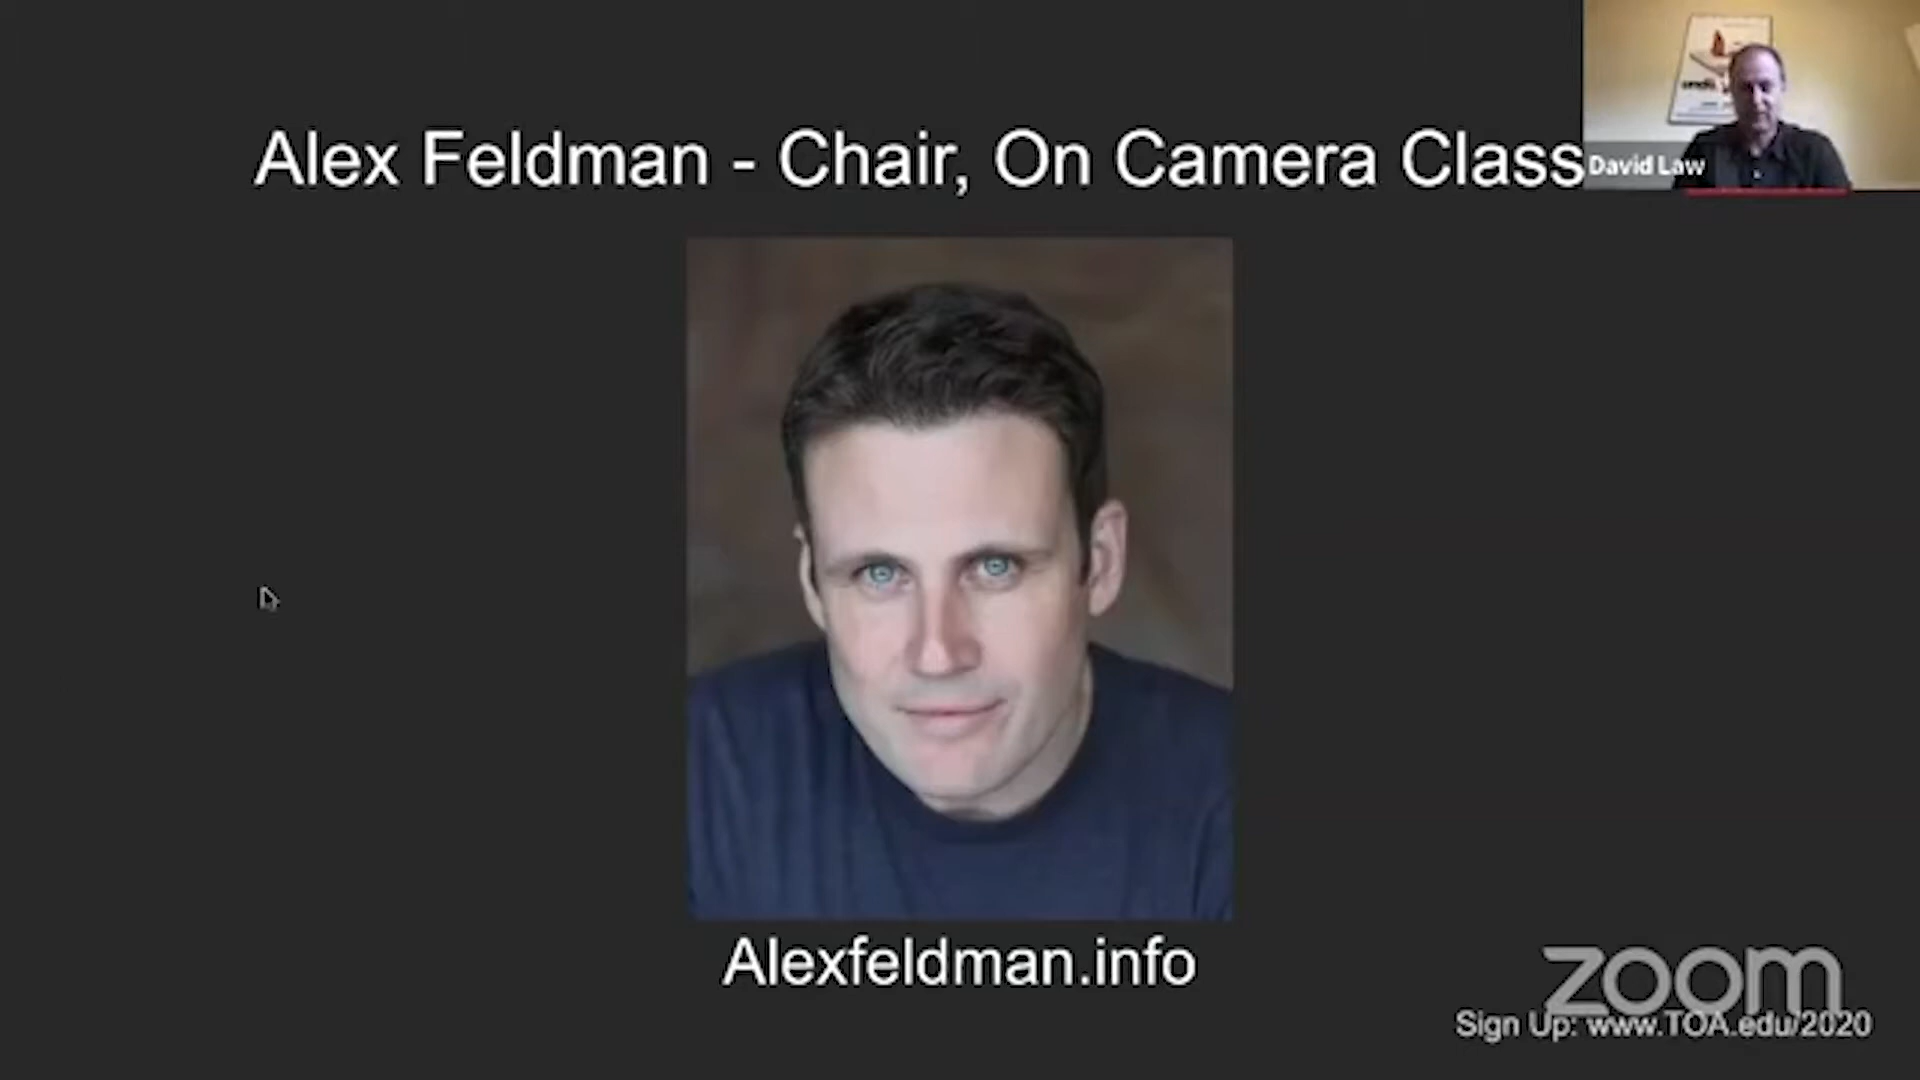 Alex Feldman - Chair, On Camera Class
David Law
Alexfeldman.info
zoom
Sign Up: www.TOA.edu/2020